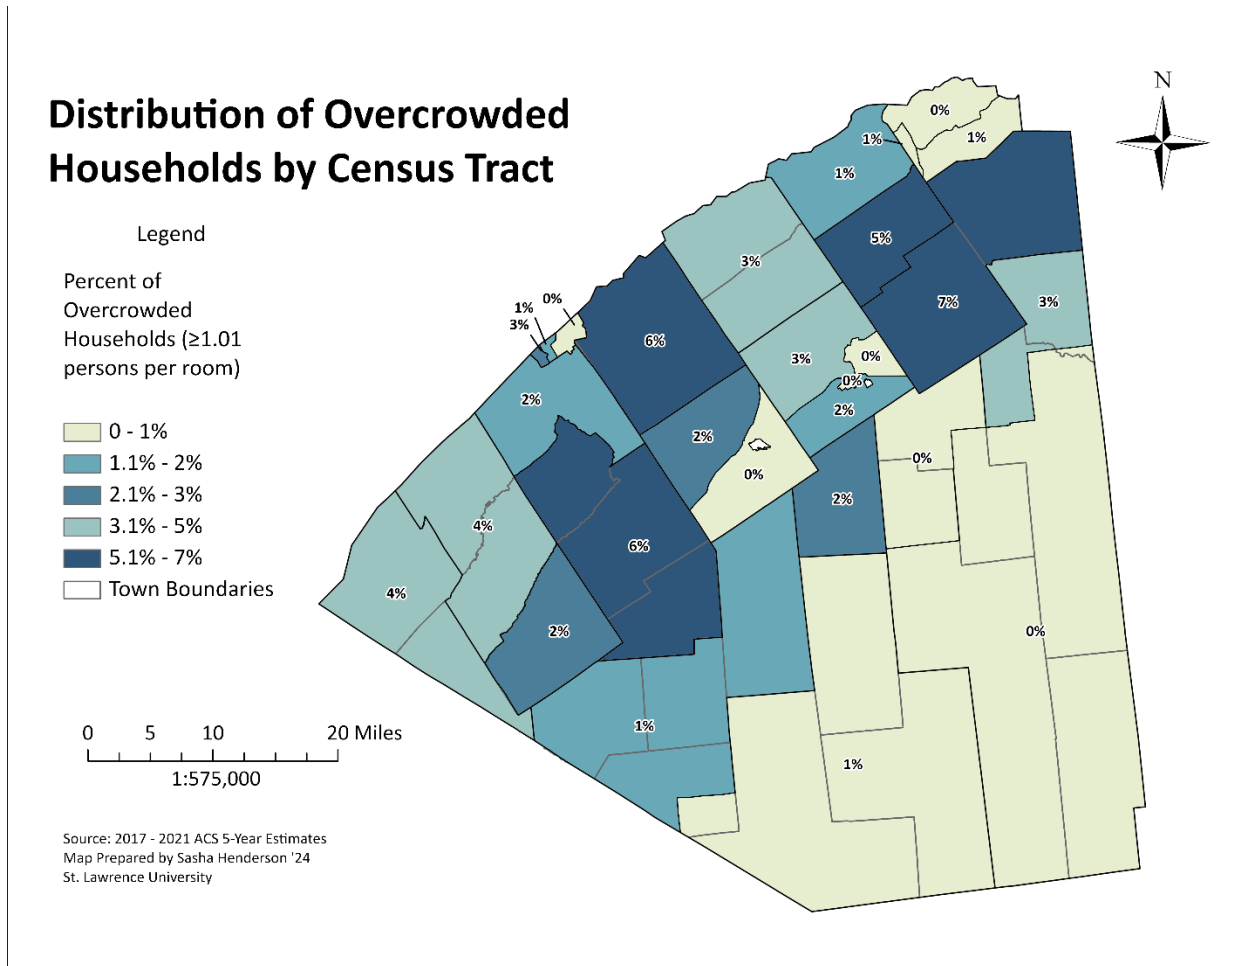 Distribution of Overcrowded
Households by Census Tract
N
Legend
Percent of
Overcrowded
Households (≥1.01
persons per room)
0 - 1%
1.1% - 2%
2.1% - 3%
3.1% - 5%
5.1% - 7%
Town Boundaries
0%
1%
1%
1%
5%
3%
7%
3%
0%
1%
3%
6%
3%
0%
0%
2%
2%
2%
0%
0%
2%
4%
6%
4%
2%
0%
1%
1%
0 5 10 20 Miles
1:575,000
Source: 2017 - 2021 ACS 5-Year Estimates
Map Prepared by Sasha Henderson '24
St. Lawrence University